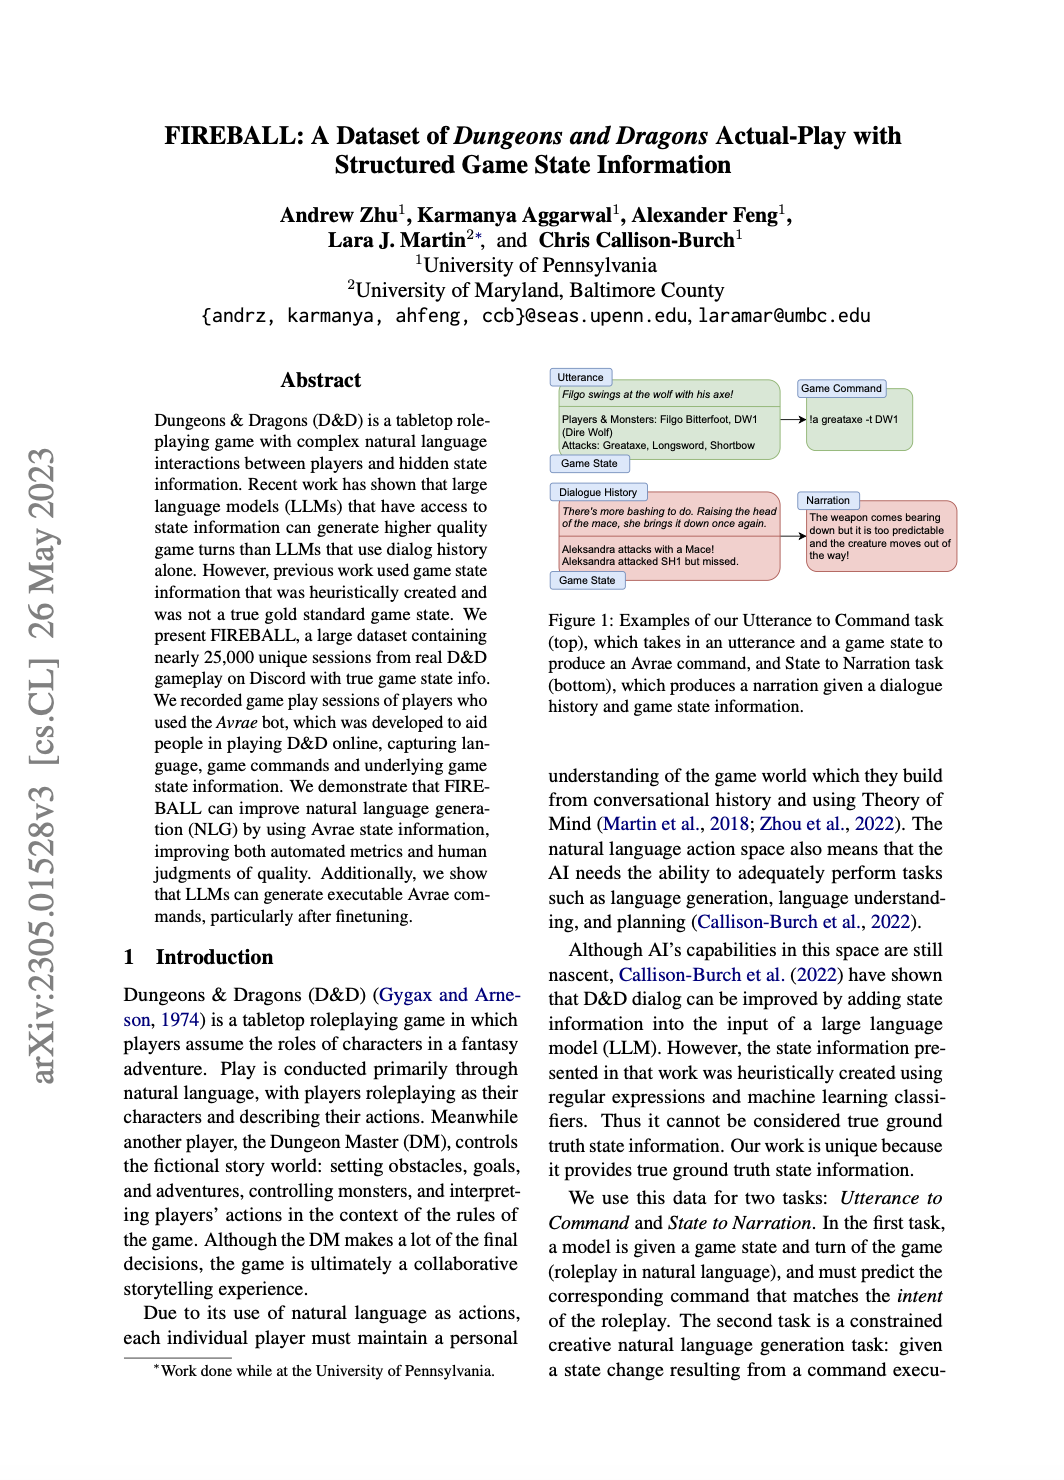 FIREBALL: A Dataset of Dungeons and Dragons Actual-Play with
Structured Game State Information
Andrew Zhu1, Karmanya Aggarwal1, Alexander Feng1,
Lara J. Martin2*, and Chris Callison-Burch1
1University of Pennsylvania
2University of Maryland, Baltimore County
{andrz, karmanya, ahfeng, ccb}@seas.upenn.edu, laramar@umbc.edu
arXiv:2305.01528v3 [cs.CL] 26 May 2023
Abstract
Dungeons & Dragons (D&D) is a tabletop role-
playing game with complex natural language
interactions between players and hidden state
information. Recent work has shown that large
language models (LLMs) that have access to
state information can generate higher quality
game turns than LLMs that use dialog history
alone. However, previous work used game state
information that was heuristically created and
was not a true gold standard game state. We
present FIREBALL, a large dataset containing
nearly 25,000 unique sessions from real D&D
gameplay on Discord with true game state info.
We recorded game play sessions of players who
used the Avrae bot, which was developed to aid
people in playing D&D online, capturing lan-
guage, game commands and underlying game
state information. We demonstrate that FIRE-
BALL can improve natural language genera-
tion (NLG) by using Avrae state information,
improving both automated metrics and human
judgments of quality. Additionally, we show
that LLMs can generate executable Avrae com-
mands, particularly after finetuning.
1 Introduction
Dungeons & Dragons (D&D) (Gygax and Arne-
son, 1974) is a tabletop roleplaying game in which
players assume the roles of characters in a fantasy
adventure. Play is conducted primarily through
natural language, with players roleplaying as their
characters and describing their actions. Meanwhile
another player, the Dungeon Master (DM), controls
the fictional story world: setting obstacles, goals,
and adventures, controlling monsters, and interpret-
ing players' actions in the context of the rules of
the game. Although the DM makes a lot of the final
decisions, the game is ultimately a collaborative
storytelling experience.
Due to its use of natural language as actions,
each individual player must maintain a personal
*Work done while at the University of Pennsylvania.
Utterance
Filgo swings at the wolf with his axe!
Players & Monsters: Filgo Bitterfoot, DW1
(Dire Wolf)
Attacks: Greataxe, Longsword, Shortbow
Game State
Game Command
!a greataxe -t DW1
Dialogue History
There's more bashing to do. Raising the head
of the mace, she brings it down once again.
Aleksandra attacks with a Mace!
Aleksandra attacked SH1 but missed.
Game State
Narration
The weapon comes bearing
down but it is too predictable
and the creature moves out of
the way!
Figure 1: Examples of our Utterance to Command task
(top), which takes in an utterance and a game state to
produce an Avrae command, and State to Narration task
(bottom), which produces a narration given a dialogue
history and game state information.
understanding of the game world which they build
from conversational history and using Theory of
Mind (Martin et al., 2018; Zhou et al., 2022). The
natural language action space also means that the
AI needs the ability to adequately perform tasks
such as language generation, language understand-
ing, and planning (Callison-Burch et al., 2022).
Although AI's capabilities in this space are still
nascent, Callison-Burch et al. (2022) have shown
that D&D dialog can be improved by adding state
information into the input of a large language
model (LLM). However, the state information pre-
sented in that work was heuristically created using
regular expressions and machine learning classi-
fiers. Thus it cannot be considered true ground
truth state information. Our work is unique because
it provides true ground truth state information.
We use this data for two tasks: Utterance to
Command and State to Narration. In the first task,
a model is given a game state and turn of the game
(roleplay in natural language), and must predict the
corresponding command that matches the intent
of the roleplay. The second task is a constrained
creative natural language generation task: given
a state change resulting from a command execu-